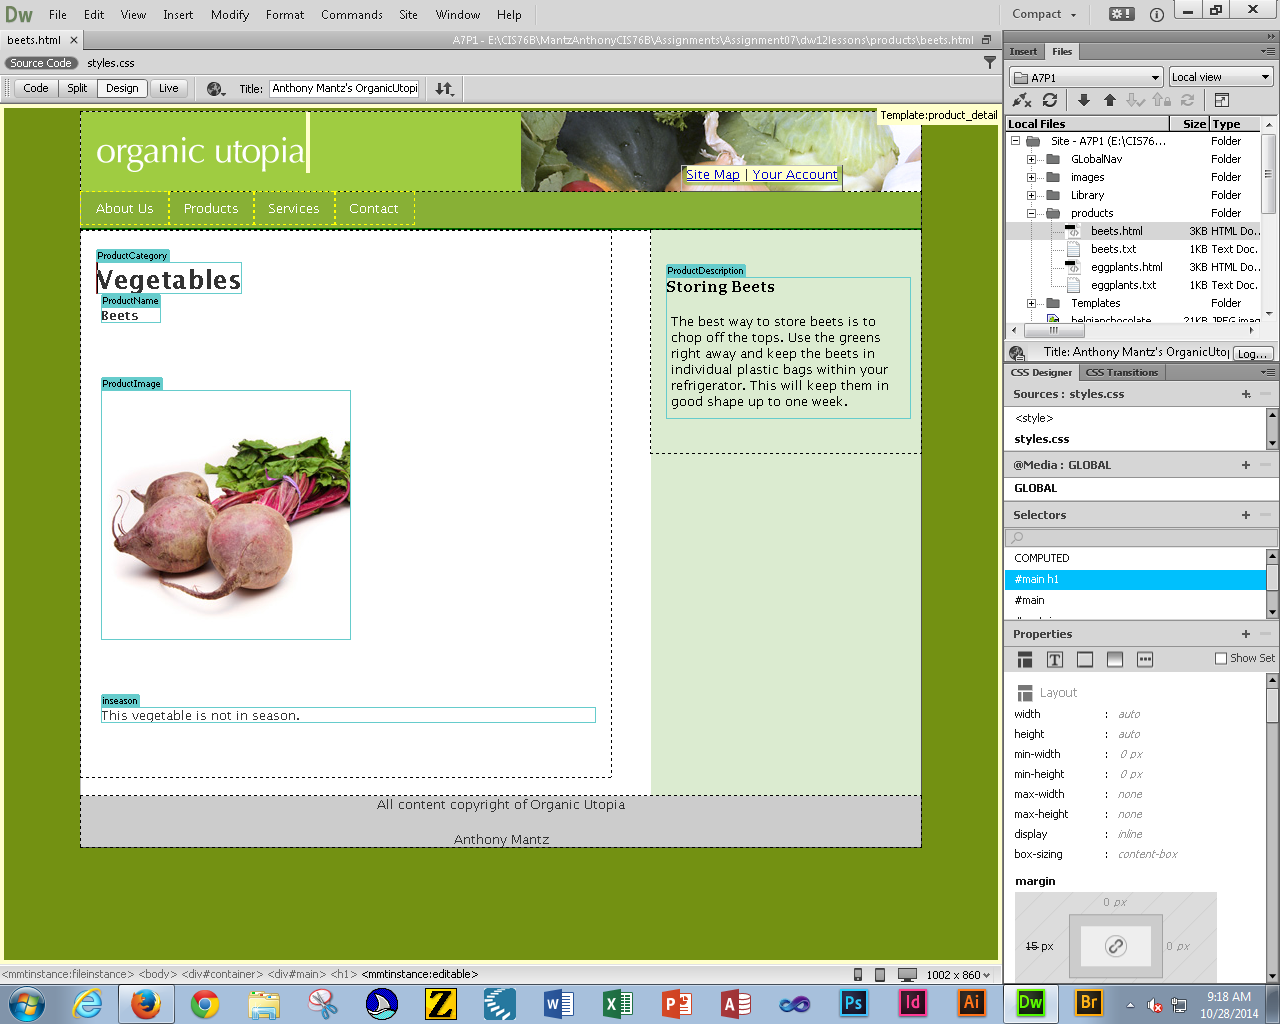 Dw File Edit View Insert Modify Format Commands Site Window Help Compact
beets.html A7P1 - E:\CIS76B\MantzAnthonyCIS76B\Assignments\Assignment07\dw12lessons\products\beets.html
Source Code styles.css
Code Split Design Live Title: Anthony Mantz's OrganicUtopi
Template:product_detail
organic utopia
Site Map | Your Account
About Us Products Services Contact
ProductCategory
Vegetables
ProductName
Beets
ProductImage
inseason
This vegetable is not in season.
ProductDescription
Storing Beets
The best way to store beets is to
chop off the tops. Use the greens
right away and keep the beets in
individual plastic bags within your
refrigerator. This will keep them in
good shape up to one week.
All content copyright of Organic Utopia
Anthony Mantz
<mmtinstance:fileinstance> <body> <div#container> <div#main> <h1> <mmtinstance:editable> 1002 x 860
Insert Files
A7P1 Local view
Local Files Size Type
Site - A7P1 (E:\CIS76... Folder
GLobalNav Folder
images Folder
Library Folder
products Folder
beets.html 3KB HTML Do...
beets.txt 1KB Text Doc.
eggplants.html 3KB HTML Do...
eggplants.txt 1KB Text Doc.
Templates Folder
belgianchocolate 21KB JPEG imag
Title: Anthony Mantz's OrganicUtop Log...
CSS Designer CSS Transitions
Sources : styles.css
<style>
styles.css
@Media : GLOBAL
GLOBAL
Selectors
COMPUTED
#main h1
#main
Properties
Show Set
Layout
width : auto
height : auto
min-width : 0 px
min-height : 0 px
max-width : none
max-height : none
display : inline
box-sizing : content-box
margin
0 px
15 px 0 px
W X P A Ps Id Ai Dw Br
9:18 AM
10/28/2014